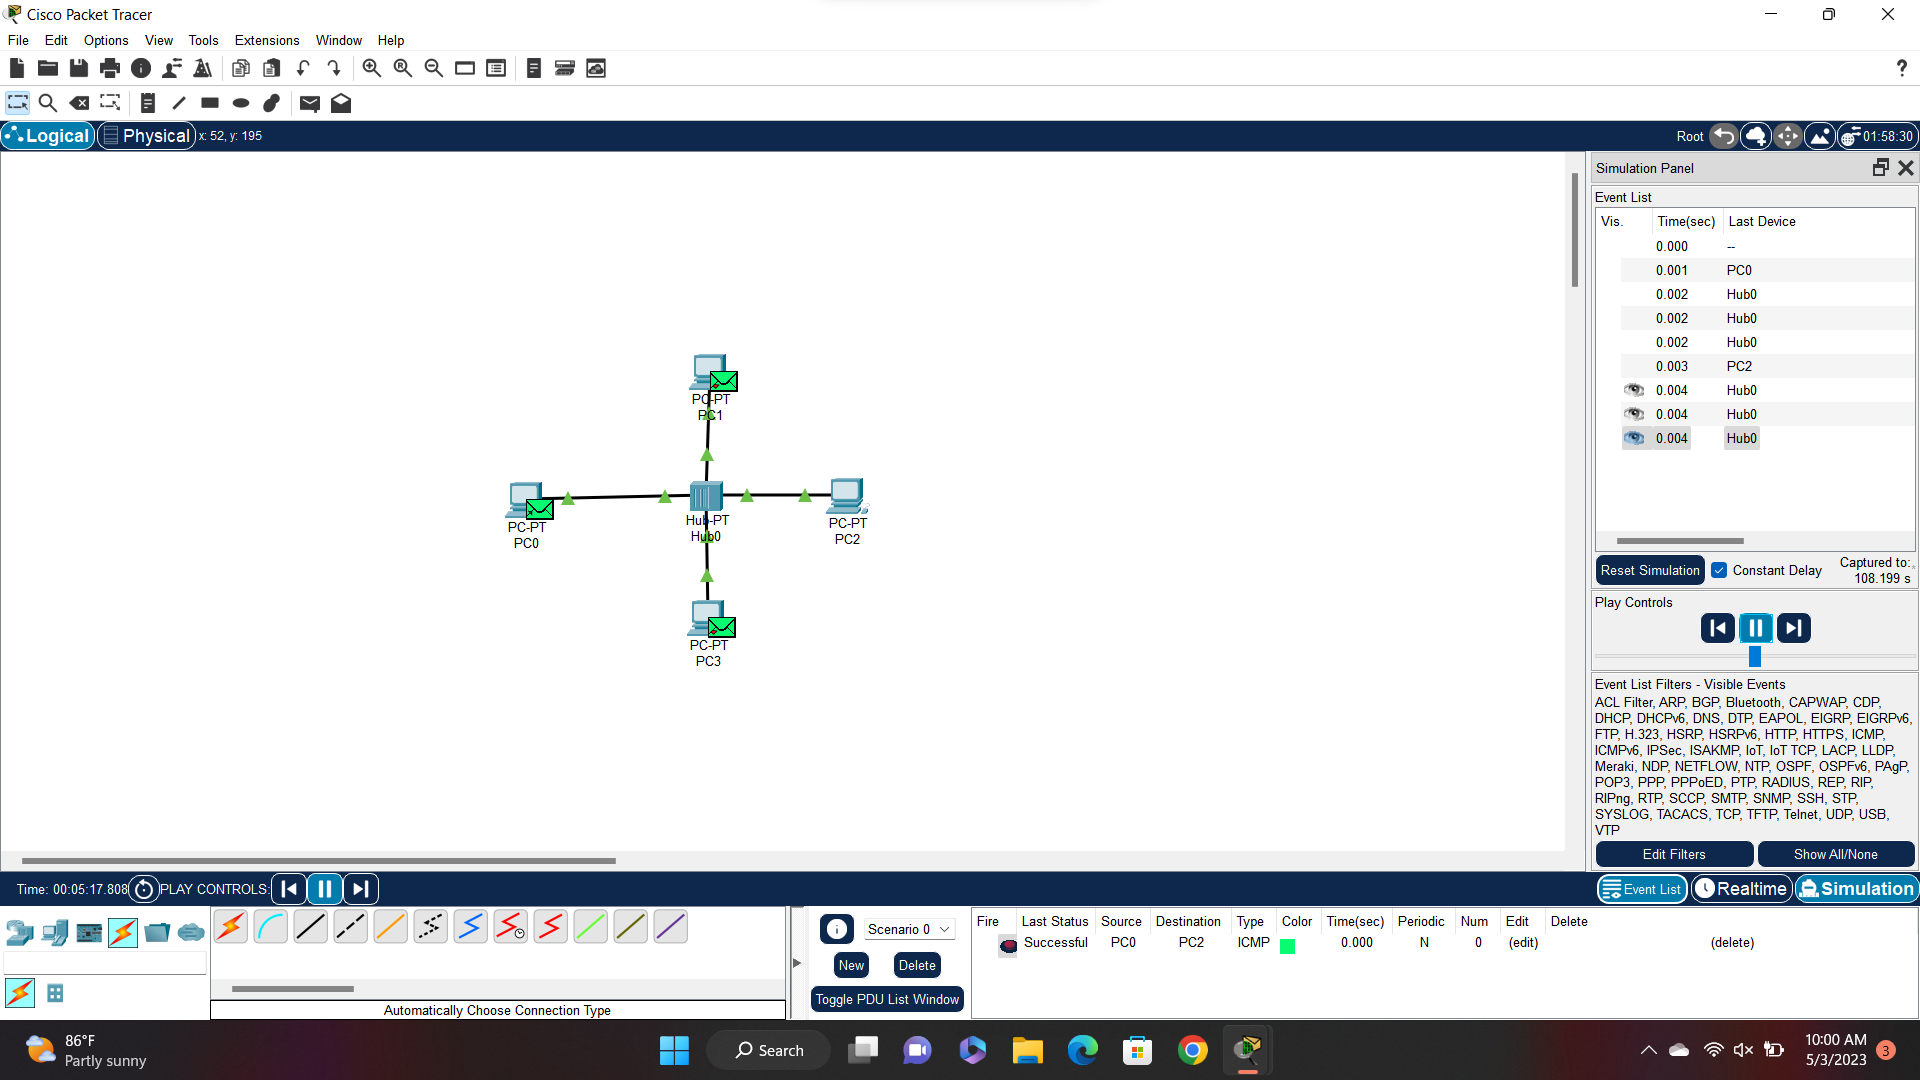 Cisco Packet Tracer
File Edit Options View Tools Extensions Window Help
?
Logical Physical x: 52, y: 195 Root 01:58:30
Simulation Panel
Event List
Vis. Time(sec) Last Device
0.000 --
0.001 PC0
0.002 Hub0
0.002 Hub0
0.002 Hub0
0.003 PC2
0.004 Hub0
0.004 Hub0
0.004 Hub0
PC-PT
PC1
PC-PT
PC0
Hub-PT
Hub0
PC-PT
PC2
PC-PT
PC3
Reset Simulation Constant Delay Captured to:
108.199 s
Play Controls
Event List Filters - Visible Events
ACL Filter, ARP, BGP, Bluetooth, CAPWAP, CDP,
DHCP, DHCPv6, DNS, DTP, EAPOL, EIGRP, EIGRPv6,
FTP, H.323, HSRP, HSRPv6, HTTP, HTTPS, ICMP,
ICMPv6, IPSec, ISAKMP, IoT, IoT TCP, LACP, LLDP,
Meraki, NDP, NETFLOW, NTP, OSPF, OSPFv6, PAgP,
POP3, PPP, PPPoED, PTP, RADIUS, REP, RIP,
RIPng, RTP, SCCP, SMTP, SNMP, SSH, STP,
SYSLOG, TACACS, TCP, TFTP, Telnet, UDP, USB,
VTP
Edit Filters Show All/None
Time: 00:05:17.808 PLAY CONTROLS: Event List Realtime Simulation
Scenario 0
New Delete
Toggle PDU List Window
Fire Last Status Source Destination Type Color Time(sec) Periodic Num Edit Delete
Successful PC0 PC2 ICMP 0.000 N 0 (edit) (delete)
Automatically Choose Connection Type
86°F
Partly sunny
Search
10:00 AM
5/3/2023
3